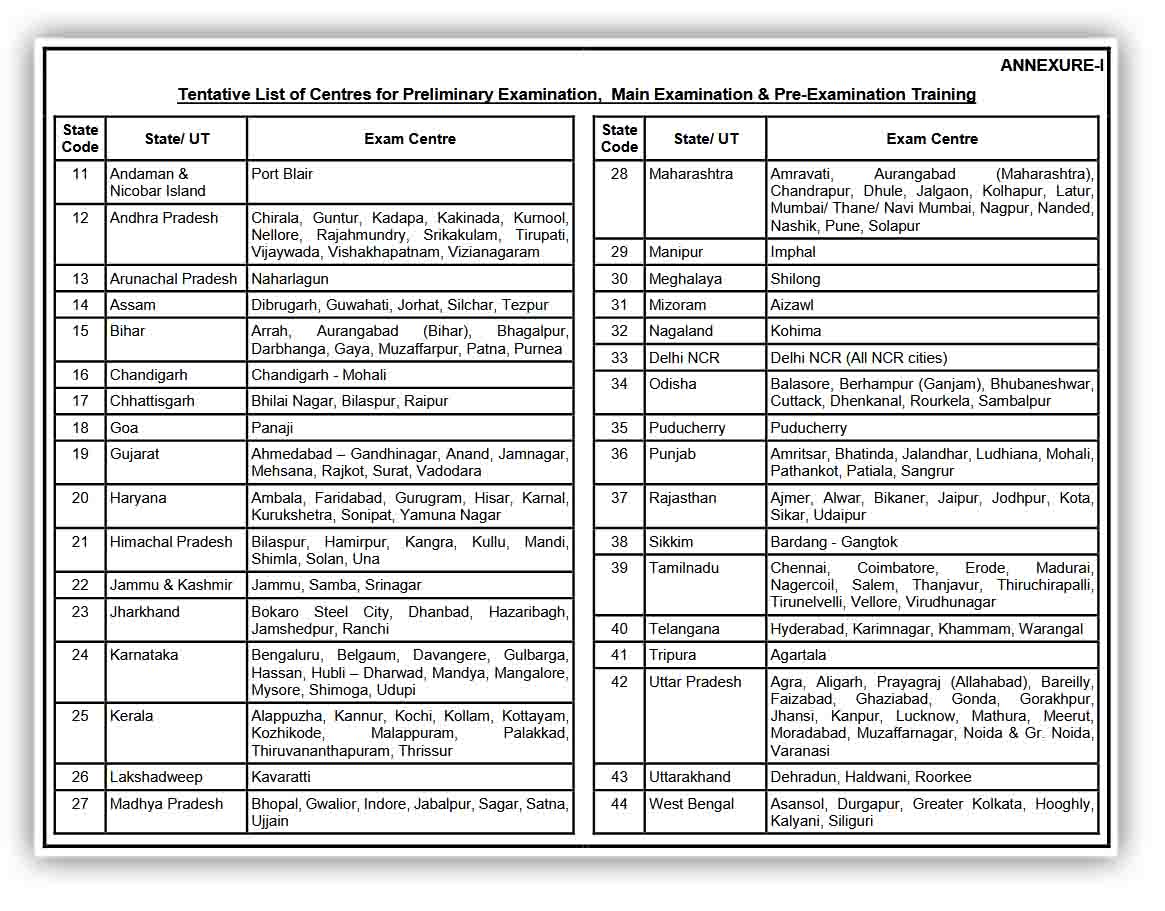 ANNEXURE-I
Tentative List of Centres for Preliminary Examination, Main Examination & Pre-Examination Training
State Code State/ UT Exam Centre
11 Andaman & Nicobar Island Port Blair
12 Andhra Pradesh Chirala, Guntur, Kadapa, Kakinada, Kurnool,
Nellore, Rajahmundry, Srikakulam, Tirupati,
Vijaywada, Vishakhapatnam, Vizianagaram
13 Arunachal Pradesh Naharlagun
14 Assam Dibrugarh, Guwahati, Jorhat, Silchar, Tezpur
15 Bihar Arrah, Aurangabad (Bihar), Bhagalpur,
Darbhanga, Gaya, Muzaffarpur, Patna, Purnea
16 Chandigarh Chandigarh - Mohali
17 Chhattisgarh Bhilai Nagar, Bilaspur, Raipur
18 Goa Panaji
19 Gujarat Ahmedabad – Gandhinagar, Anand, Jamnagar,
Mehsana, Rajkot, Surat, Vadodara
20 Haryana Ambala, Faridabad, Gurugram, Hisar, Karnal,
Kurukshetra, Sonipat, Yamuna Nagar
21 Himachal Pradesh Bilaspur, Hamirpur, Kangra, Kullu, Mandi,
Shimla, Solan, Una
22 Jammu & Kashmir Jammu, Samba, Srinagar
23 Jharkhand Bokaro Steel City, Dhanbad, Hazaribagh,
Jamshedpur, Ranchi
24 Karnataka Bengaluru, Belgaum, Davangere, Gulbarga,
Hassan, Hubli – Dharwad, Mandya, Mangalore,
Mysore, Shimoga, Udupi
25 Kerala Alappuzha, Kannur, Kochi, Kollam, Kottayam,
Kozhikode, Malappuram, Palakkad,
Thiruvananthapuram, Thrissur
26 Lakshadweep Kavaratti
27 Madhya Pradesh Bhopal, Gwalior, Indore, Jabalpur, Sagar, Satna,
Ujjain
State Code State/ UT Exam Centre
28 Maharashtra Amravati, Aurangabad (Maharashtra),
Chandrapur, Dhule, Jalgaon, Kolhapur, Latur,
Mumbai/ Thane/ Navi Mumbai, Nagpur, Nanded,
Nashik, Pune, Solapur
29 Manipur Imphal
30 Meghalaya Shilong
31 Mizoram Aizawl
32 Nagaland Kohima
33 Delhi NCR Delhi NCR (All NCR cities)
34 Odisha Balasore, Berhampur (Ganjam), Bhubaneshwar,
Cuttack, Dhenkanal, Rourkela, Sambalpur
35 Puducherry Puducherry
36 Punjab Amritsar, Bhatinda, Jalandhar, Ludhiana, Mohali,
Pathankot, Patiala, Sangrur
37 Rajasthan Ajmer, Alwar, Bikaner, Jaipur, Jodhpur, Kota,
Sikar, Udaipur
38 Sikkim Bardang - Gangtok
39 Tamilnadu Chennai, Coimbatore, Erode, Madurai,
Nagercoil, Salem, Thanjavur, Thiruchirapalli,
Tirunelvelli, Vellore, Virudhunagar
40 Telangana Hyderabad, Karimnagar, Khammam, Warangal
41 Tripura Agartala
42 Uttar Pradesh Agra, Aligarh, Prayagraj (Allahabad), Bareilly,
Faizabad, Ghaziabad, Gonda, Gorakhpur,
Jhansi, Kanpur, Lucknow, Mathura, Meerut,
Moradabad, Muzaffarnagar, Noida & Gr. Noida,
Varanasi
43 Uttarakhand Dehradun, Haldwani, Roorkee
44 West Bengal Asansol, Durgapur, Greater Kolkata, Hooghly,
Kalyani, Siliguri